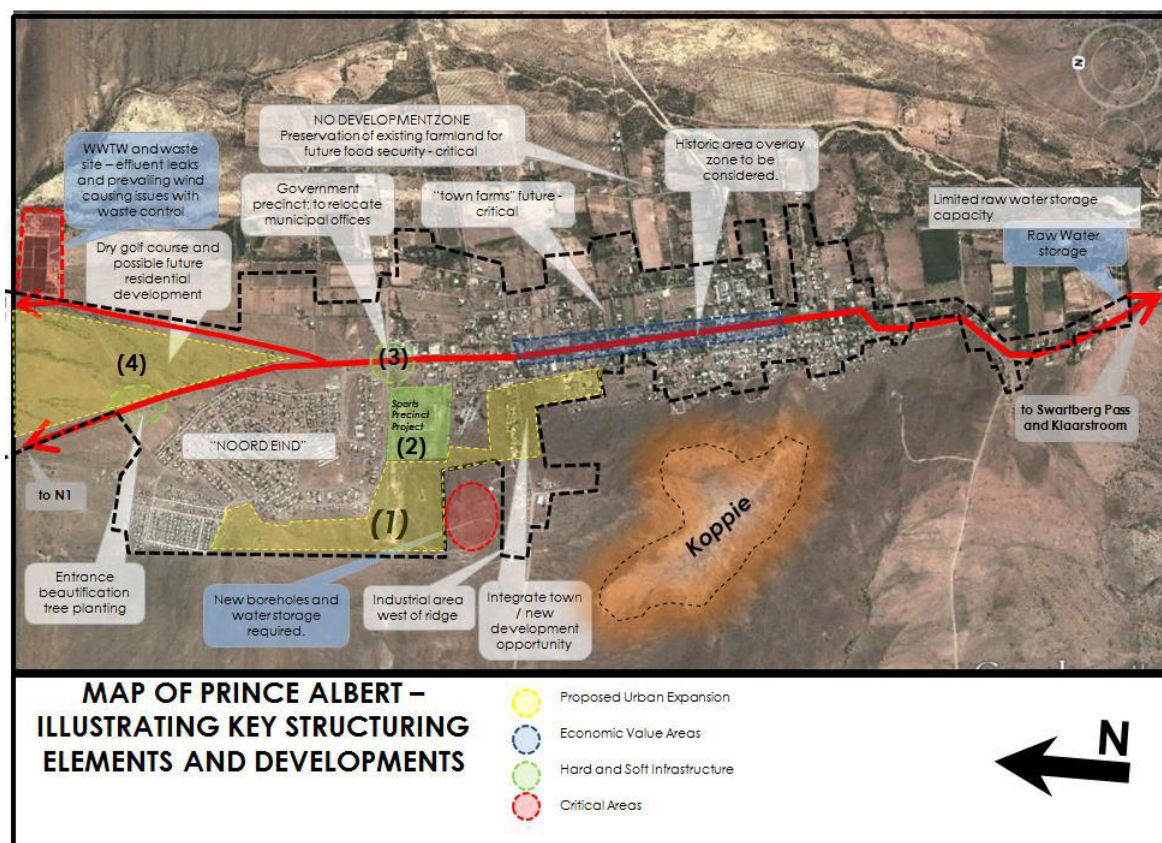 N
NO DEVELOPMENT ZONE
Preservation of existing farmland for
future food security - critical
Historic area overlay
zone to be
considered.
WWTW and waste
site – effluent leaks
and prevailing wind
causing issues with
waste control
Government
precinct: to relocate
municipal offices
"town farms" future -
critical
Limited raw water storage
capacity
Raw Water
storage
Dry golf course and
possible future
residential
development
(4)
(3)
Sports
Precinct
Project
(2)
"NOORD EIND"
to Swartberg Pass
and Klaarstroom
to N1
(1)
Koppie
Entrance
beautification
tree planting
New boreholes and
water storage
required.
Industrial area
west of ridge
Integrate town
/ new
development
opportunity
MAP OF PRINCE ALBERT –
ILLUSTRATING KEY STRUCTURING
ELEMENTS AND DEVELOPMENTS
Proposed Urban Expansion
Economic Value Areas
Hard and Soft Infrastructure
Critical Areas
N